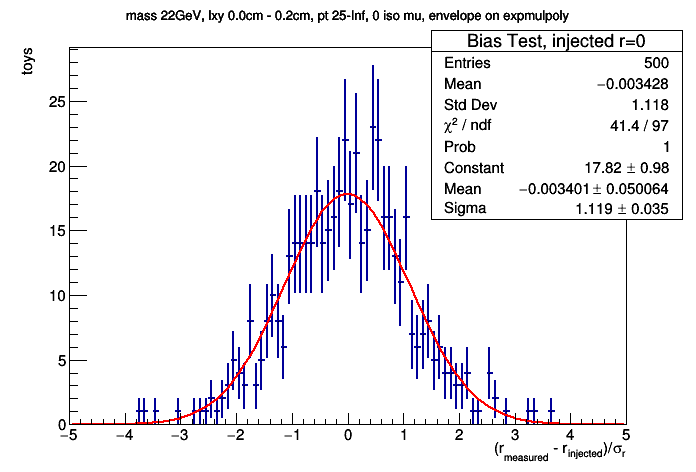 mass 22GeV, lxy 0.0cm - 0.2cm, pt 25-Inf, 0 iso mu, envelope on expmulpoly
Bias Test, injected r=0
Entries 500
Mean −0.003428
Std Dev 1.118
χ² / ndf 41.4 / 97
Prob 1
Constant 17.82 ± 0.98
Mean −0.003401 ± 0.050064
Sigma 1.119 ± 0.035
toys
25
20
15
10
5
0
−5 −4 −3 −2 −1 0 1 2 3 4 5
(r_measured - r_injected)/σ_r